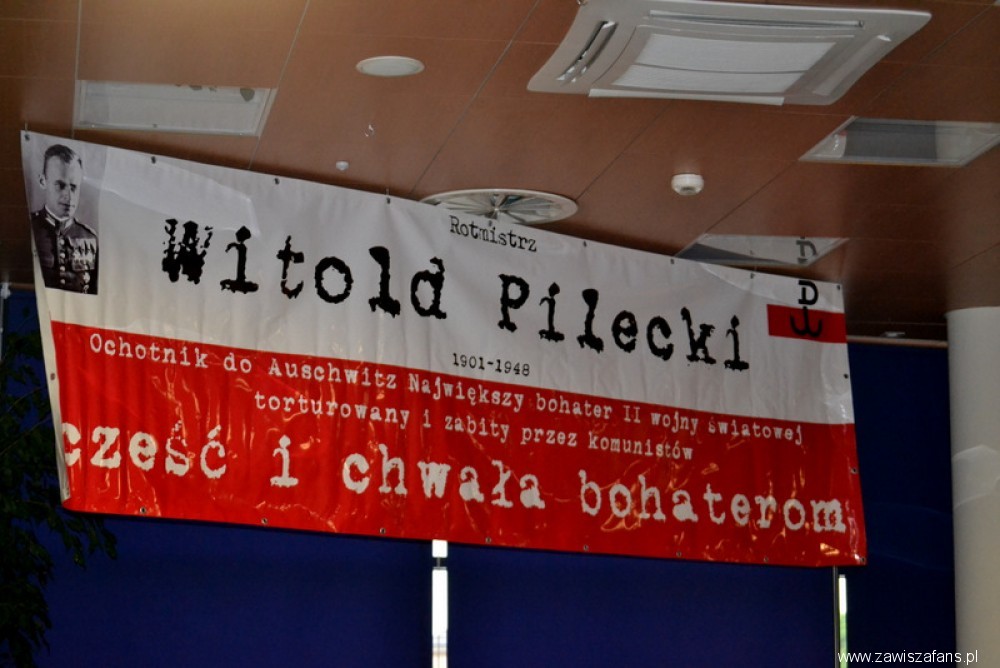 Rotmistrz
Witold Pilecki
1901-1948
Ochotnik do Auschwitz Największy bohater II wojny światowej
torturowany i zabity przez komunistów
cześć i chwała bohaterom
www.zawiszafans.pl